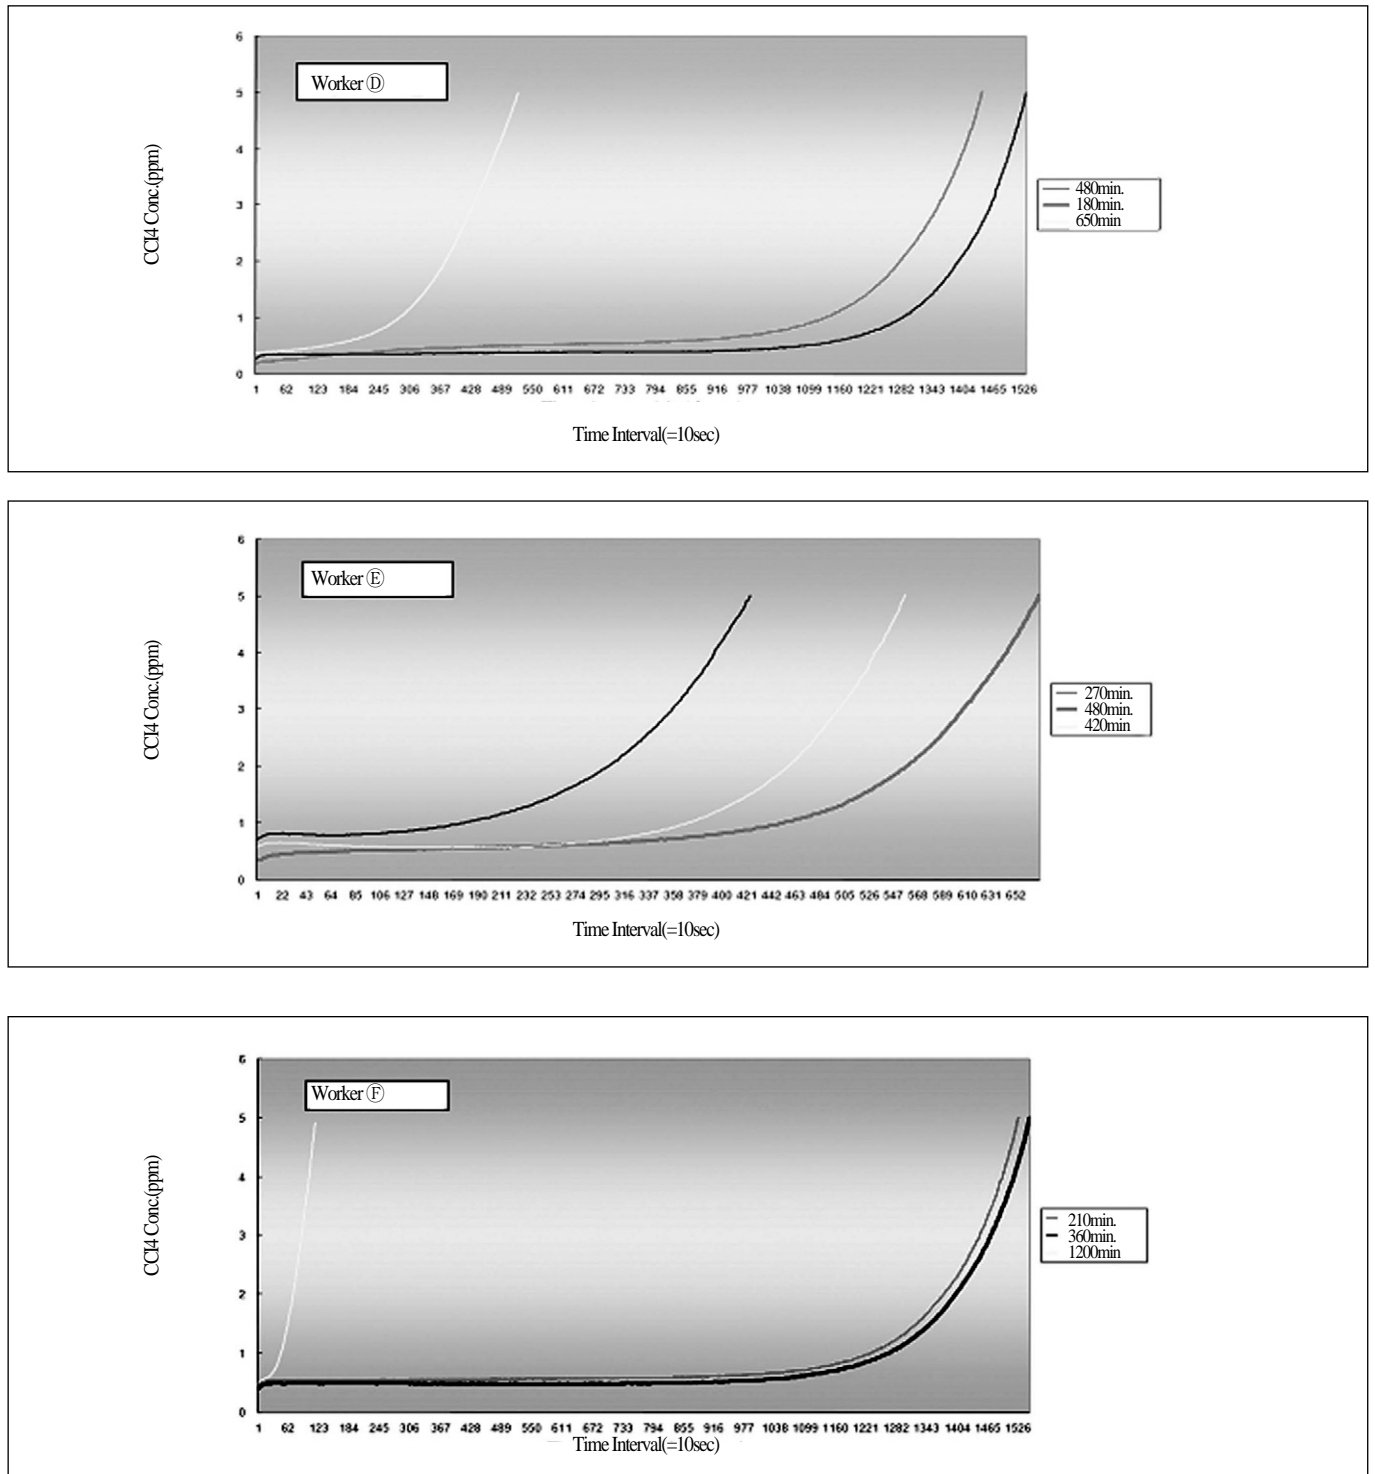 6
5
4
3
2
1
0
Worker Ⓓ
CCl4 Conc.(ppm)
480min.
180min.
650min
1 62 123 184 245 306 367 428 489 550 611 672 733 794 855 916 977 1038 1099 1160 1221 1282 1343 1404 1465 1526
Time Interval(=10sec)
6
5
4
3
2
1
0
Worker Ⓔ
CCl4 Conc.(ppm)
270min.
480min.
420min
1 22 43 64 85 106 127 148 169 190 211 232 253 274 295 316 337 358 379 400 421 442 463 484 505 526 547 568 589 610 631 652
Time Interval(=10sec)
6
5
4
3
2
1
0
Worker Ⓕ
CCl4 Conc.(ppm)
210min.
360min.
1200min
1 62 123 184 245 306 367 428 489 550 611 672 733 794 855 916 977 1038 1099 1160 1221 1282 1343 1404 1465 1526
Time Interval(=10sec)